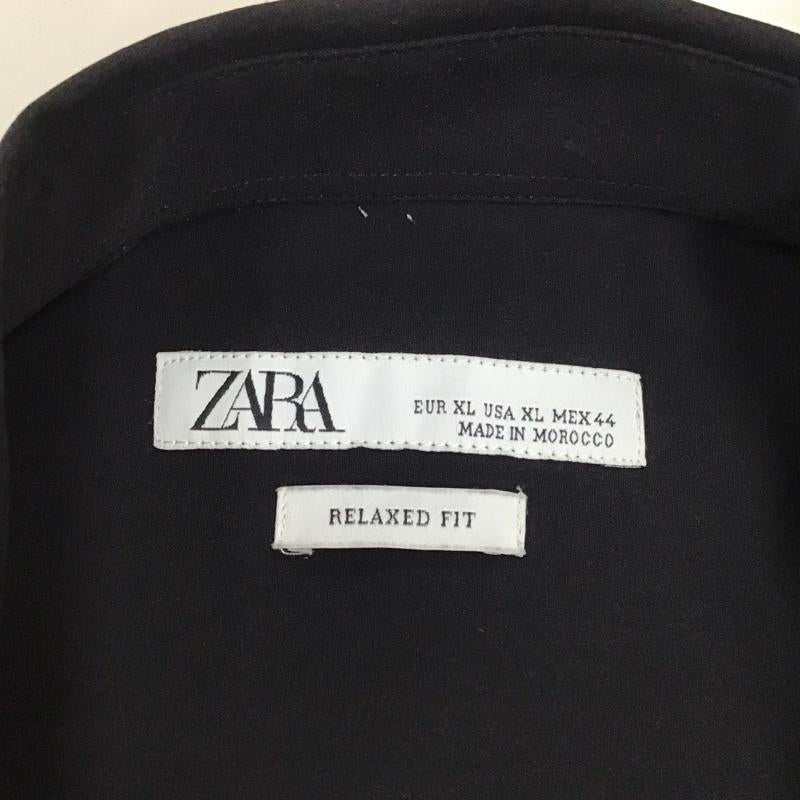 ZARA
EUR XL USA XL MEX 44
MADE IN MOROCCO
RELAXED FIT